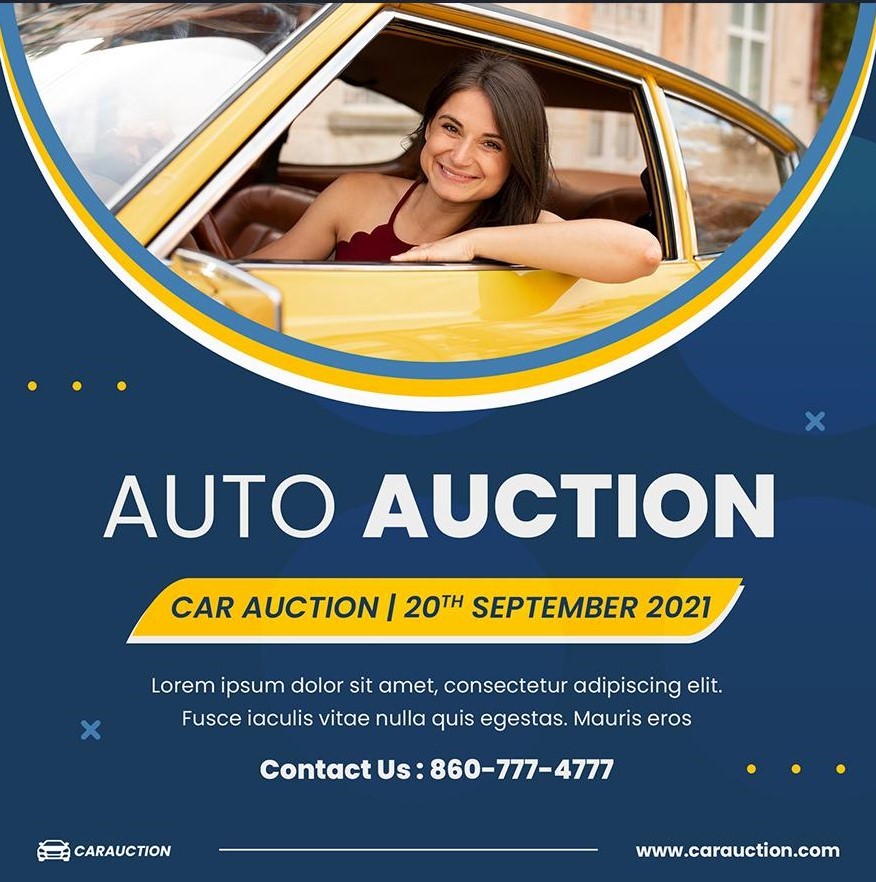 AUTO AUCTION
CAR AUCTION | 20TH SEPTEMBER 2021
Lorem ipsum dolor sit amet, consectetur adipiscing elit.
Fusce iaculis vitae nulla quis egestas. Mauris eros
Contact Us : 860-777-4777
CARAUCTION
www.carauction.com